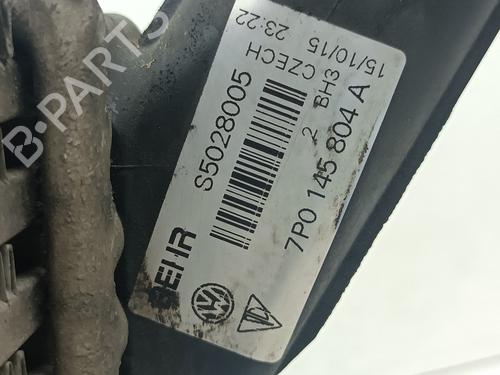 B-PARTS
BEHR
S5028005
7P0 145 804 A
2 BH3 CZECH
15/10/15
23:22